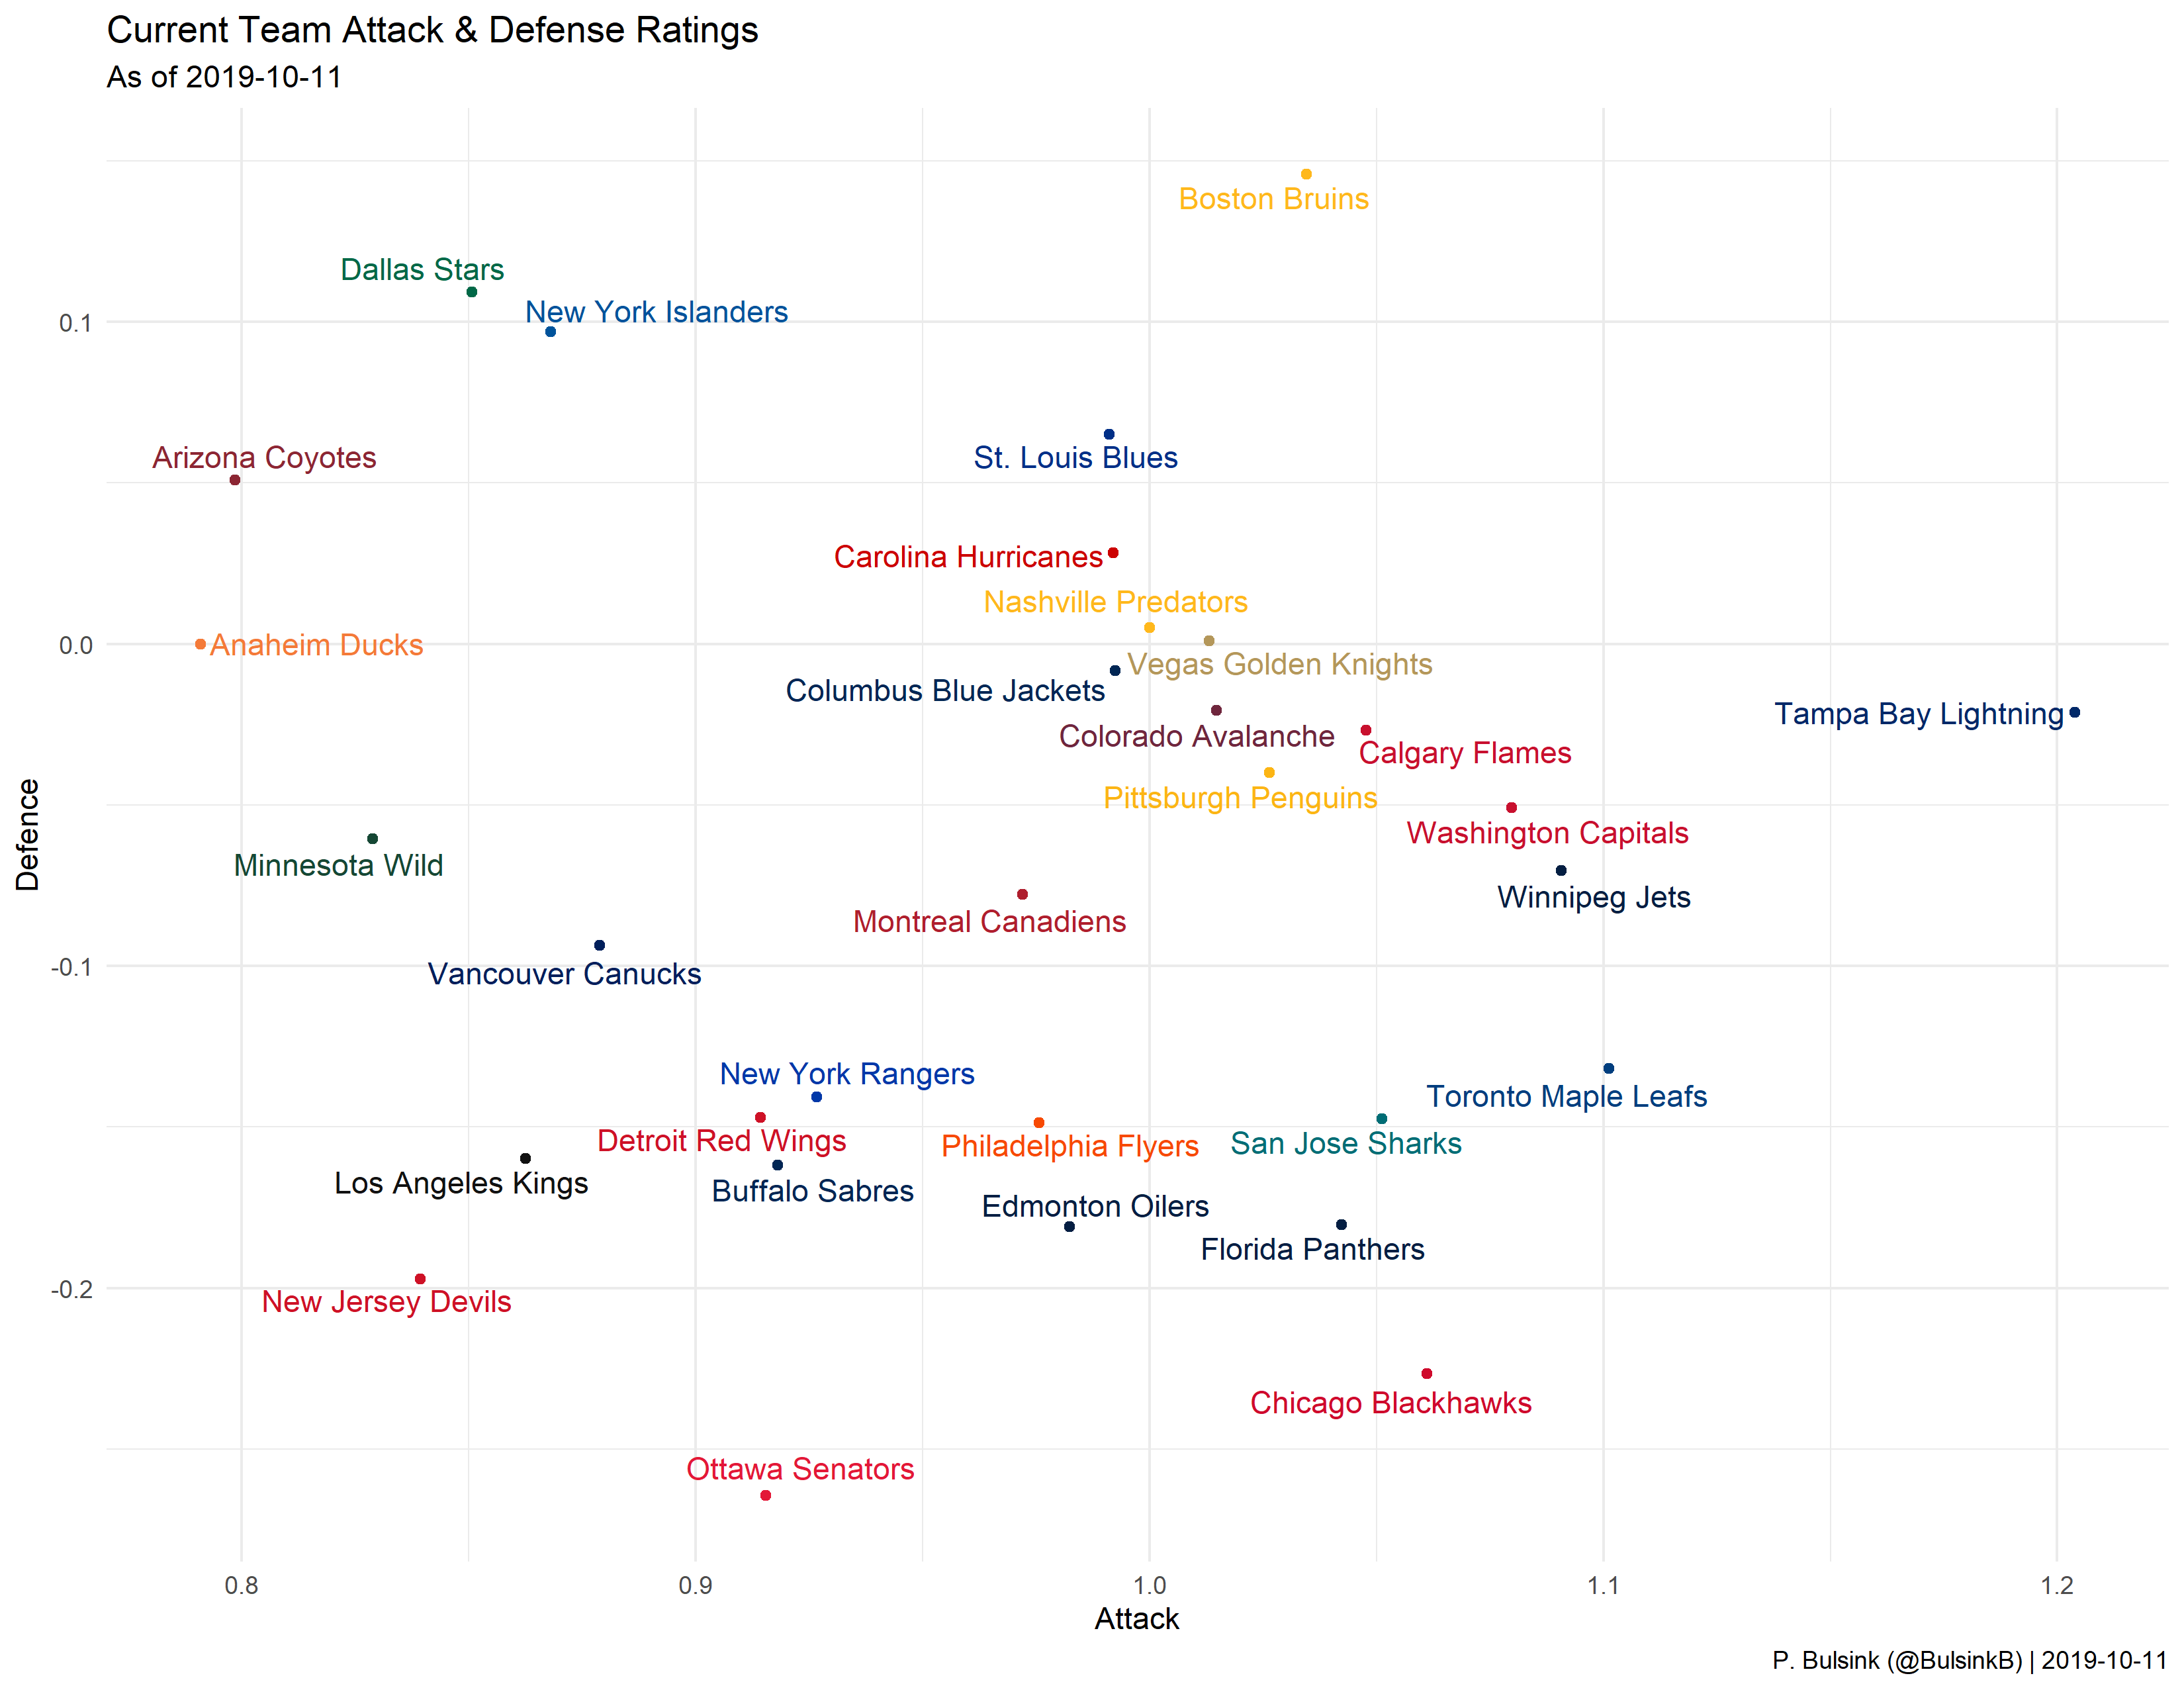 Current Team Attack & Defense Ratings
As of 2019-10-11
Boston Bruins
Dallas Stars
New York Islanders
0.1
Arizona Coyotes
St. Louis Blues
Carolina Hurricanes
Nashville Predators
0.0
Anaheim Ducks
Vegas Golden Knights
Columbus Blue Jackets
Tampa Bay Lightning
Colorado Avalanche
Calgary Flames
Pittsburgh Penguins
Defence
Washington Capitals
Minnesota Wild
Winnipeg Jets
Montreal Canadiens
-0.1
Vancouver Canucks
New York Rangers
Toronto Maple Leafs
Detroit Red Wings
Philadelphia Flyers
San Jose Sharks
Los Angeles Kings
Buffalo Sabres
Edmonton Oilers
Florida Panthers
-0.2
New Jersey Devils
Chicago Blackhawks
Ottawa Senators
0.8 0.9 1.0 1.1 1.2
Attack
P. Bulsink (@BulsinkB) | 2019-10-11